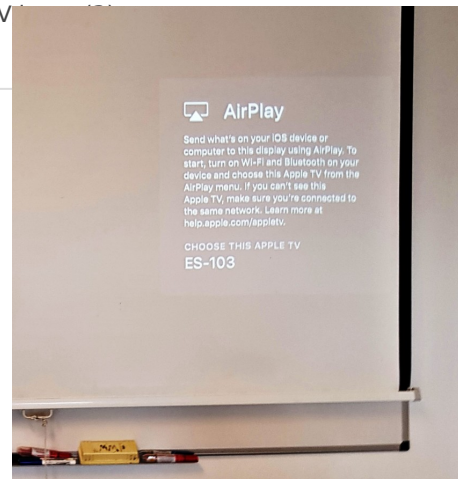 AirPlay
Send what's on your iOS device or
computer to this display using AirPlay. To
start, turn on Wi-Fi and Bluetooth on your
device and choose this Apple TV from the
AirPlay menu. If you can't see this
Apple TV, make sure you're connected to
the same network. Learn more at
help.apple.com/appletv.
CHOOSE THIS APPLE TV
ES-103